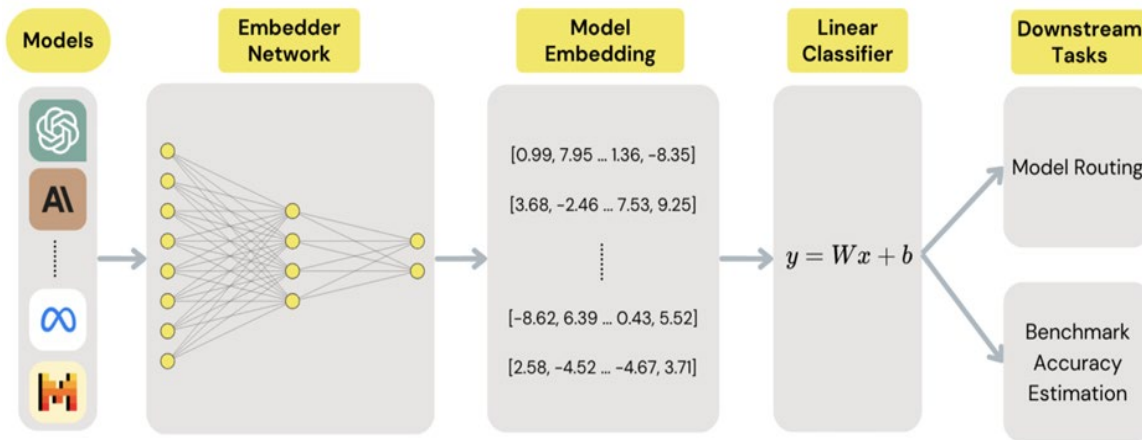 Models
Embedder
Network
Model
Embedding
Linear
Classifier
Downstream
Tasks
A\
[0.99, 7.95 ... 1.36, -8.35]
[3.68, -2.46 ... 7.53, 9.25]
[-8.62, 6.39 ... 0.43, 5.52]
[2.58, -4.52 ... -4.67, 3.71]
y = Wx + b
Model Routing
Benchmark
Accuracy
Estimation